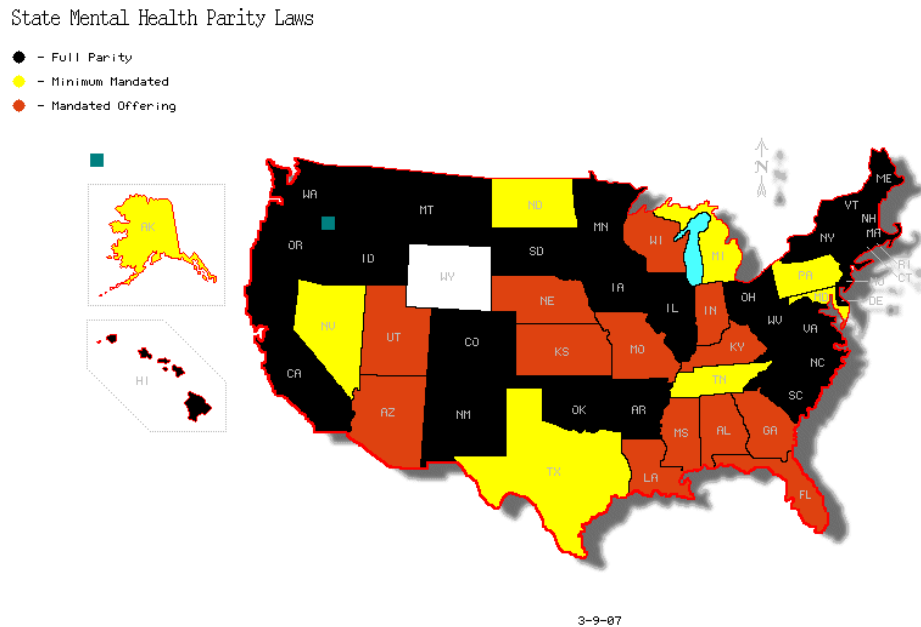 State Mental Health Parity Laws
- Full Parity
- Minimum Mandated
- Mandated Offering
N
ME
WA
VT
MT
AK
ND
NH
MN
MA
NY
WI
OR
SD
MI
ID
RI
WY
PA
CT
NJ
IA
MD
OH
DE
NE
IL
IN
WV
NV
VA
UT
CO
KS
MO
KY
NC
CA
HI
TN
SC
AZ
NM
OK
AR
MS
AL
GA
TX
LA
FL
3-9-07